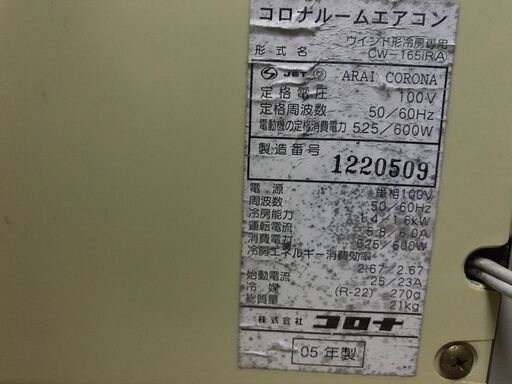 コロナルームエアコン
ウインド形冷房専用
形式名 CW-165(RA)
JET ARAI CORONA
定格電圧 100V
定格周波数 50/60Hz
電動機の定格消費電力 525/600W
製造番号
1220509
電源 単相100V
周波数 50/60Hz
冷房能力 1.4/1.6kW
運転電流 5.8/6.0A
消費電力 525/600W
冷房エネルギー消費効率
2.67/2.67
始動電流 25/23A
冷媒 (R-22) 270g
総質量 21kg
株式会社 コロナ
05年製